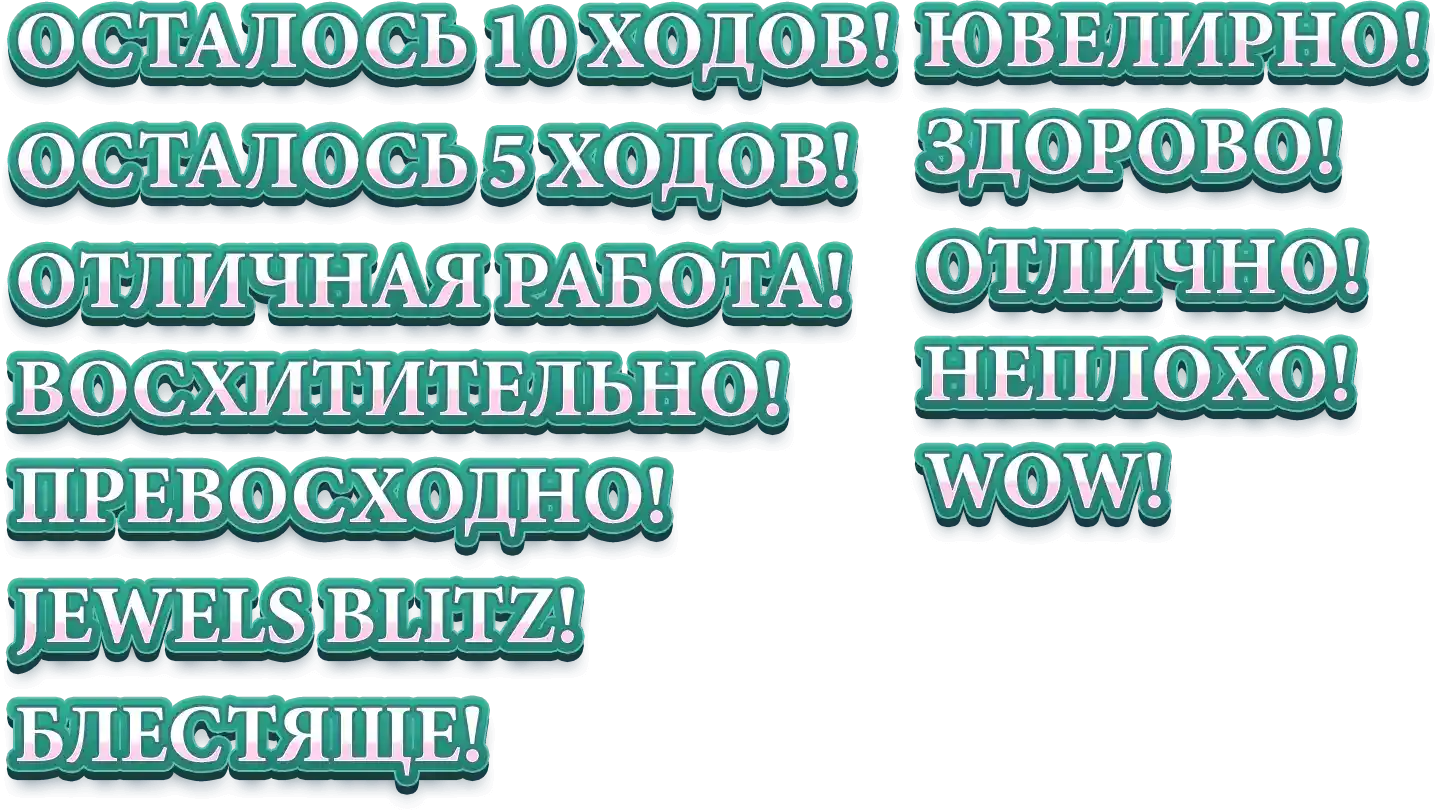 ОСТАЛОСЬ 10 ХОДОВ!
ОСТАЛОСЬ 5 ХОДОВ!
ОТЛИЧНАЯ РАБОТА!
ВОСХИТИТЕЛЬНО!
ПРЕВОСХОДНО!
JEWELS BLITZ!
БЛЕСТЯЩЕ!
ЮВЕЛИРНО!
ЗДОРОВО!
ОТЛИЧНО!
НЕПЛОХО!
WOW!